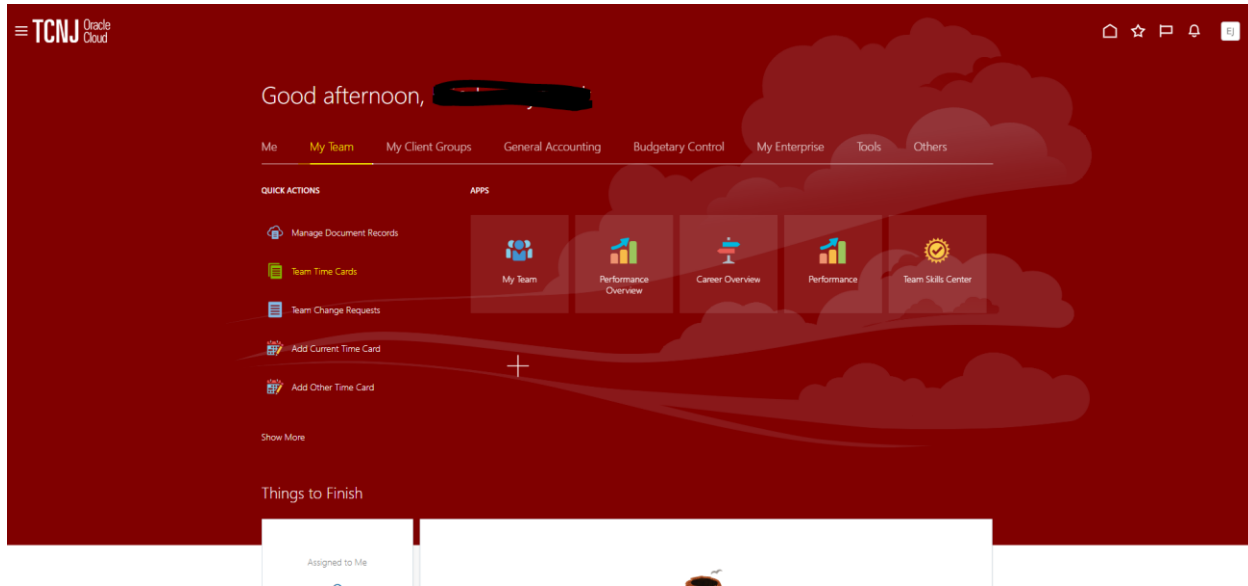 TCNJ Oracle Cloud
EJ
Good afternoon,
Me My Team My Client Groups General Accounting Budgetary Control My Enterprise Tools Others
QUICK ACTIONS
Manage Document Records
Team Time Cards
Team Change Requests
Add Current Time Card
Add Other Time Card
Show More
APPS
My Team
Performance
Overview
Career Overview
Performance
Team Skills Center
Things to Finish
Assigned to Me